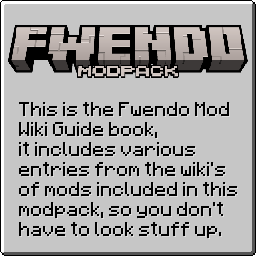 FWENDO
MODPACK
This is the Fwendo Mod
Wiki Guide book,
it includes various
entries from the wiki's
of mods included in this
modpack, so you don't
have to look stuff up.